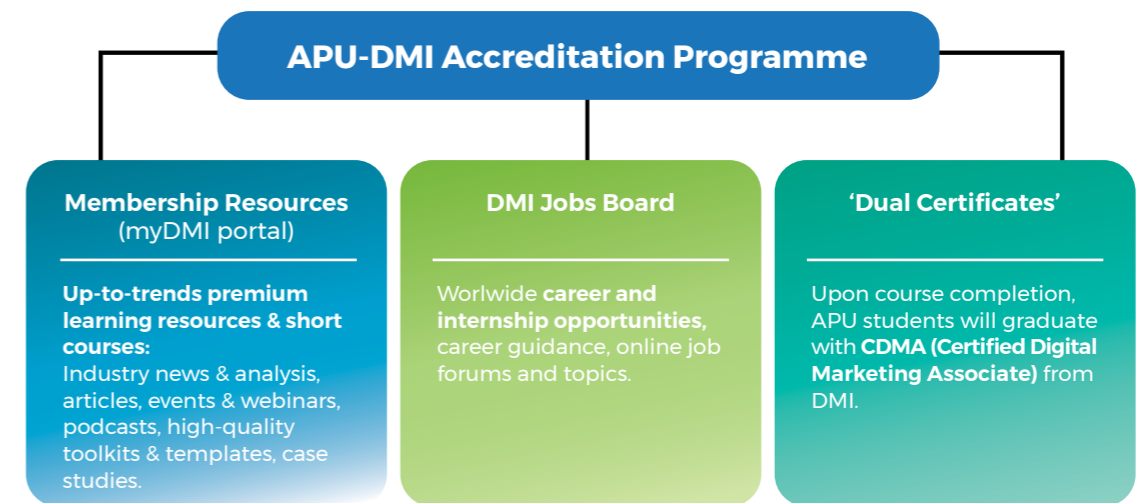 APU-DMI Accreditation Programme
Membership Resources
(myDMI portal)
Up-to-trends premium
learning resources & short
courses:
Industry news & analysis,
articles, events & webinars,
podcasts, high-quality
toolkits & templates, case
studies.
DMI Jobs Board
Worlwide career and
internship opportunities,
career guidance, online job
forums and topics.
‘Dual Certificates’
Upon course completion,
APU students will graduate
with CDMA (Certified Digital
Marketing Associate) from
DMI.